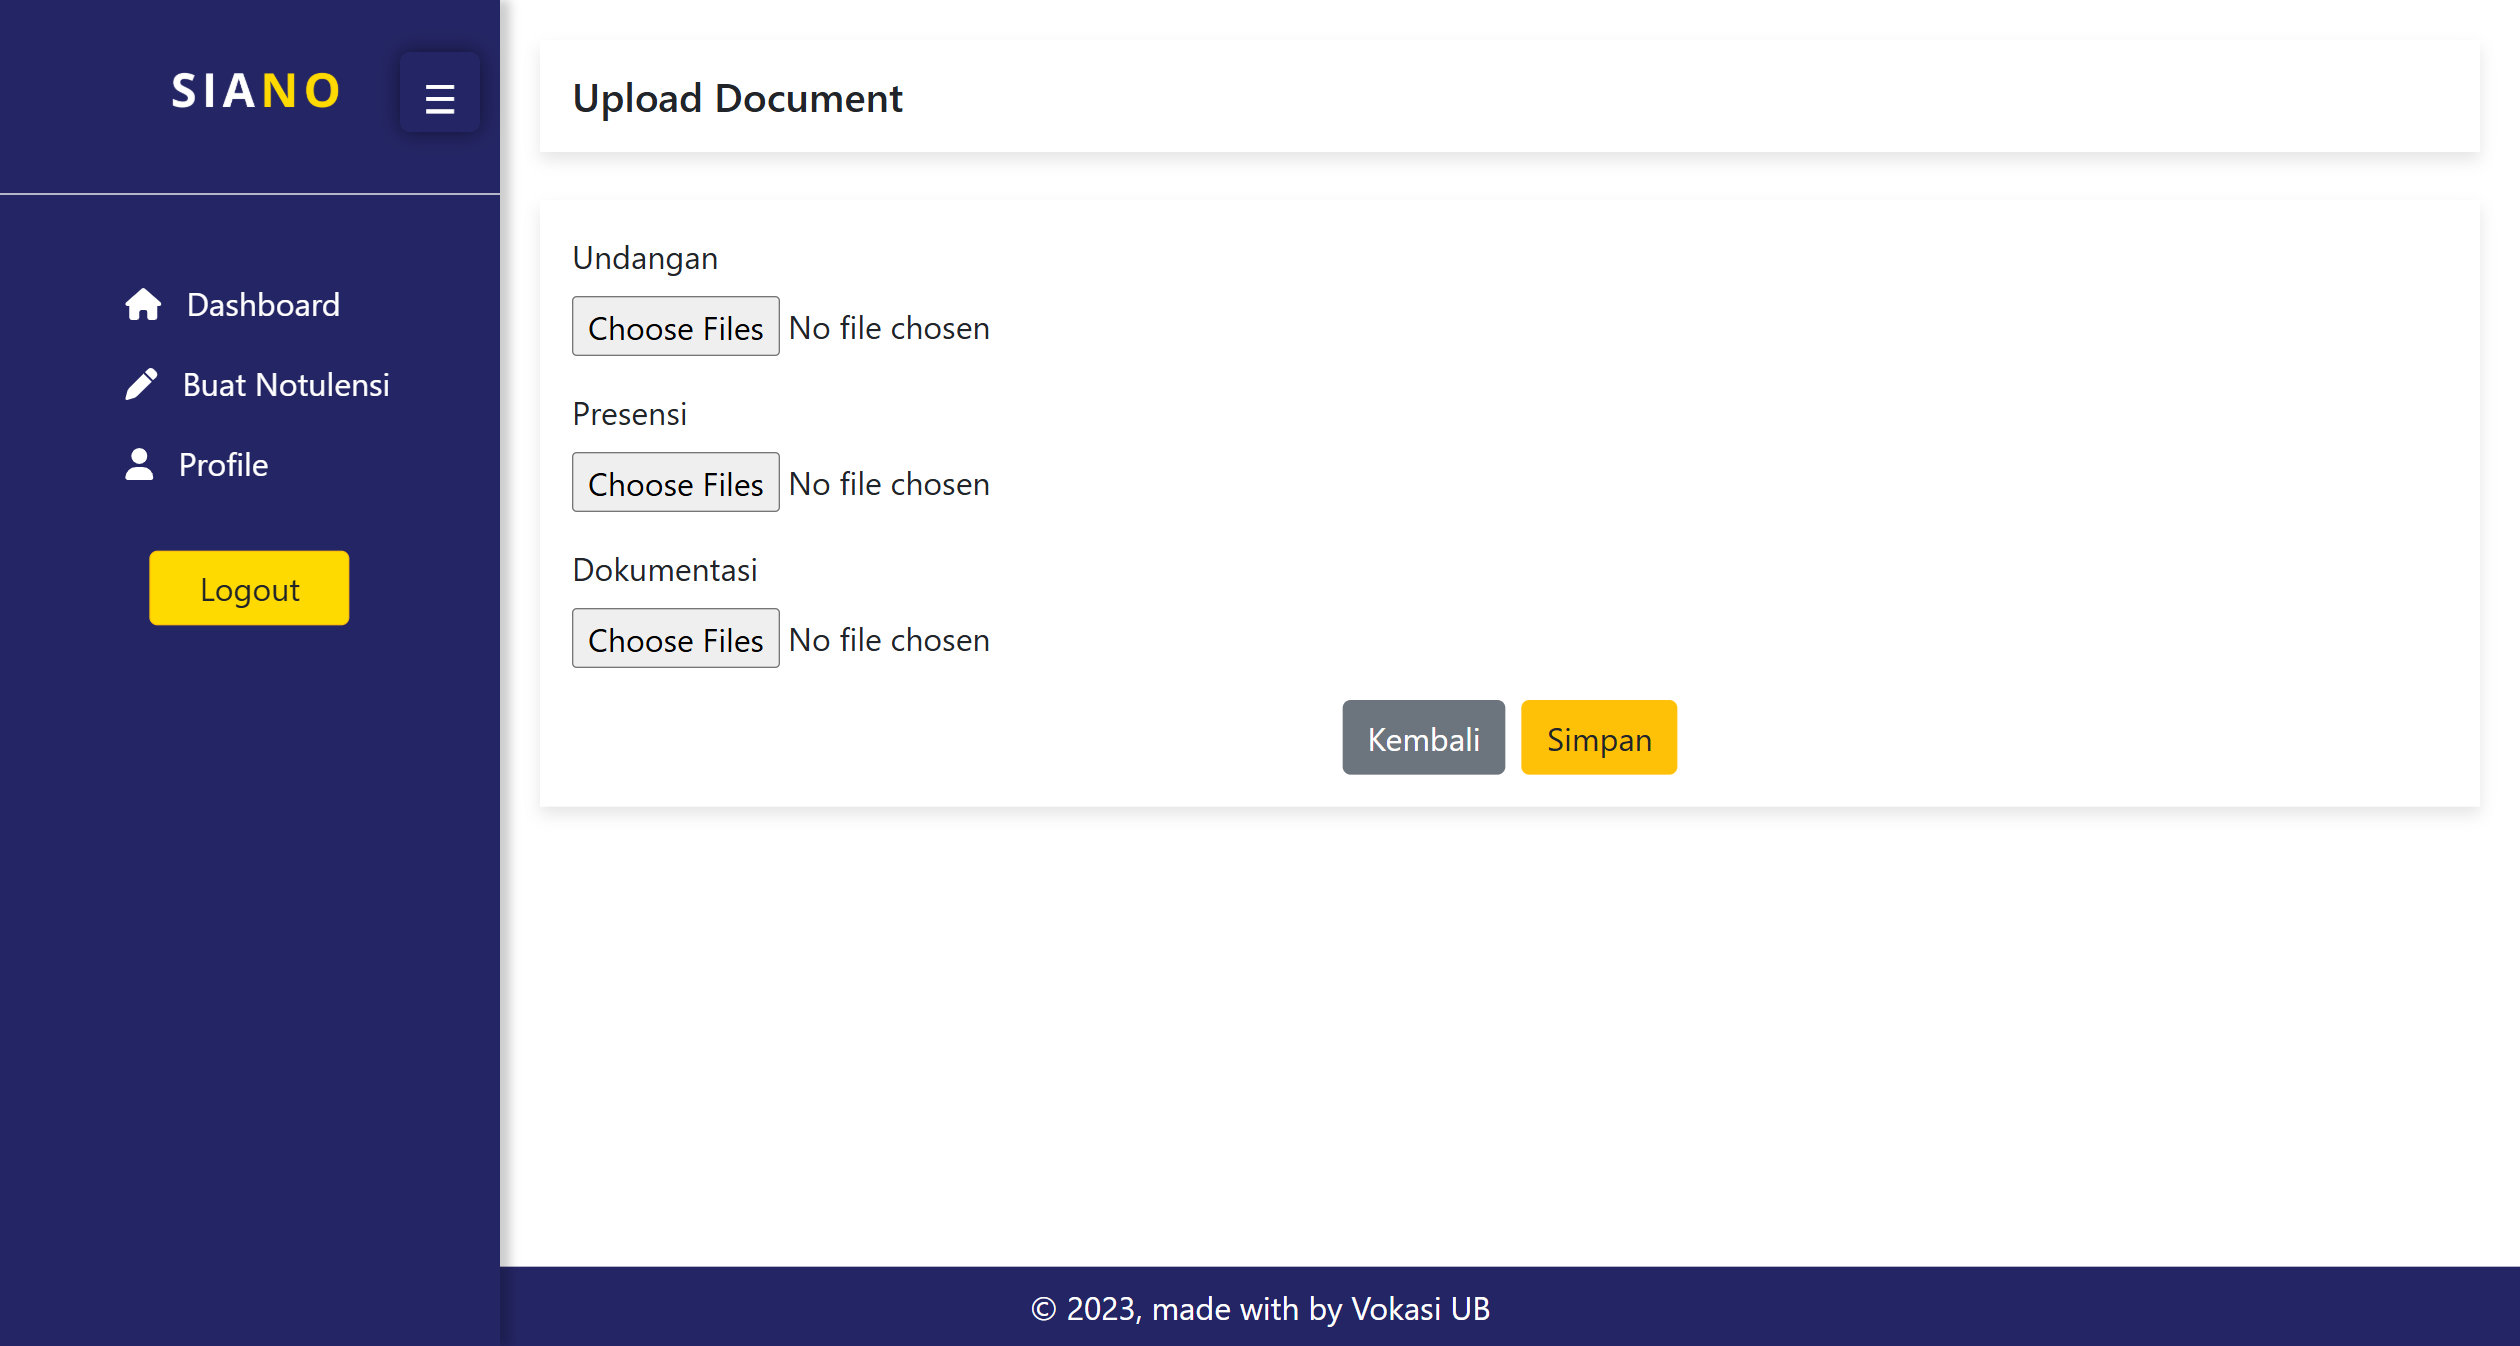 SIANO
Dashboard
Buat Notulensi
Profile
Logout
Upload Document
Undangan
Choose Files No file chosen
Presensi
Choose Files No file chosen
Dokumentasi
Choose Files No file chosen
Kembali Simpan
© 2023, made with by Vokasi UB